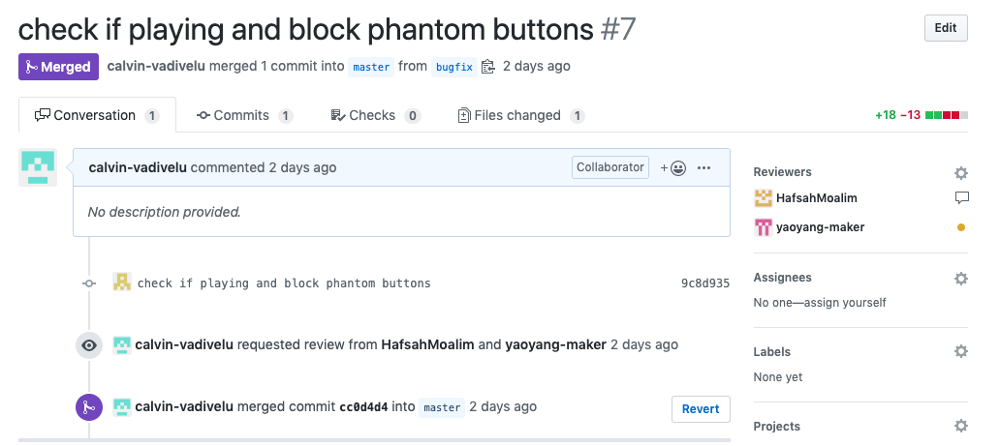 check if playing and block phantom buttons #7
Edit
Merged calvin-vadivelu merged 1 commit into master from bugfix 2 days ago
Conversation 1 Commits 1 Checks 0 Files changed 1 +18 −13
calvin-vadivelu commented 2 days ago Collaborator + ···
No description provided.
check if playing and block phantom buttons 9c8d935
calvin-vadivelu requested review from HafsahMoalim and yaoyang-maker 2 days ago
calvin-vadivelu merged commit cc0d4d4 into master 2 days ago Revert
Reviewers
HafsahMoalim
yaoyang-maker
Assignees
No one—assign yourself
Labels
None yet
Projects